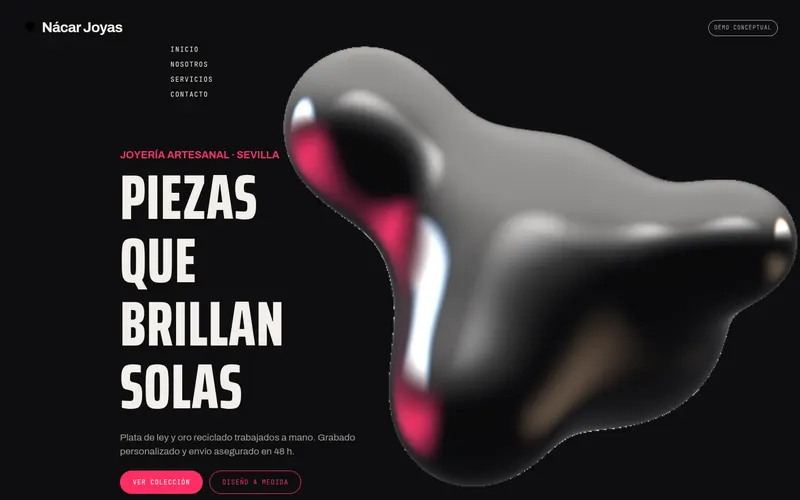 Nácar Joyas
DEMO CONCEPTUAL
INICIO
NOSOTROS
SERVICIOS
CONTACTO
JOYERÍA ARTESANAL · SEVILLA
PIEZAS
QUE
BRILLAN
SOLAS
Plata de ley y oro reciclado trabajados a mano. Grabado
personalizado y envío asegurado en 48 h.
VER COLECCIÓN
DISEÑO A MEDIDA